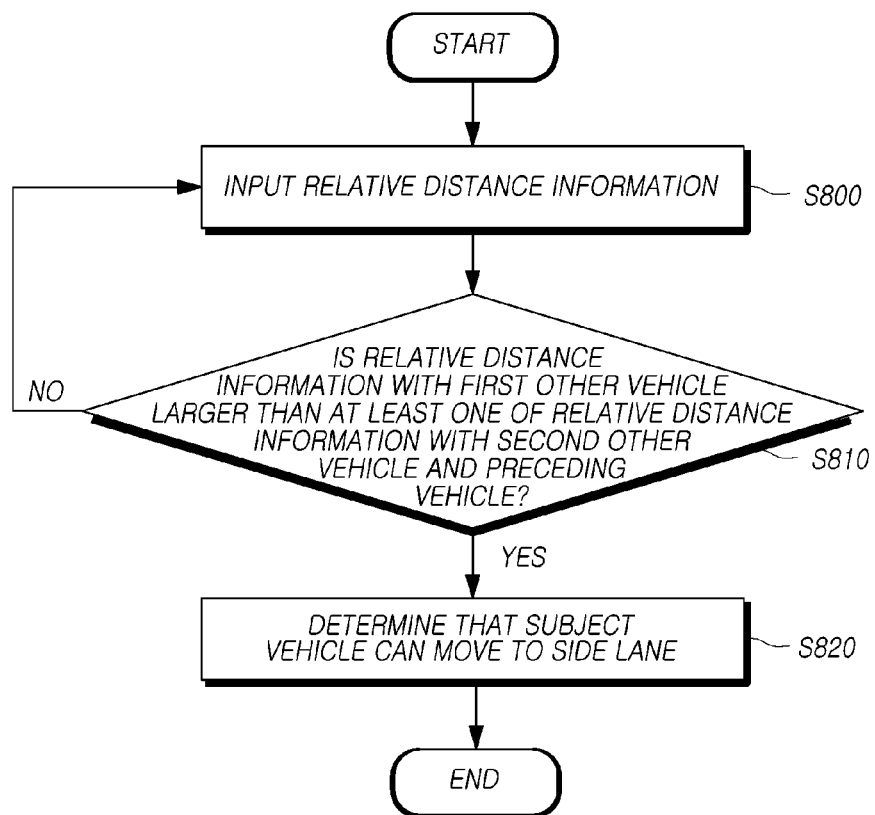 START
INPUT RELATIVE DISTANCE INFORMATION
S800
IS RELATIVE DISTANCE
INFORMATION WITH FIRST OTHER VEHICLE
LARGER THAN AT LEAST ONE OF RELATIVE DISTANCE
INFORMATION WITH SECOND OTHER
VEHICLE AND PRECEDING
VEHICLE?
NO
S810
YES
DETERMINE THAT SUBJECT
VEHICLE CAN MOVE TO SIDE LANE
S820
END